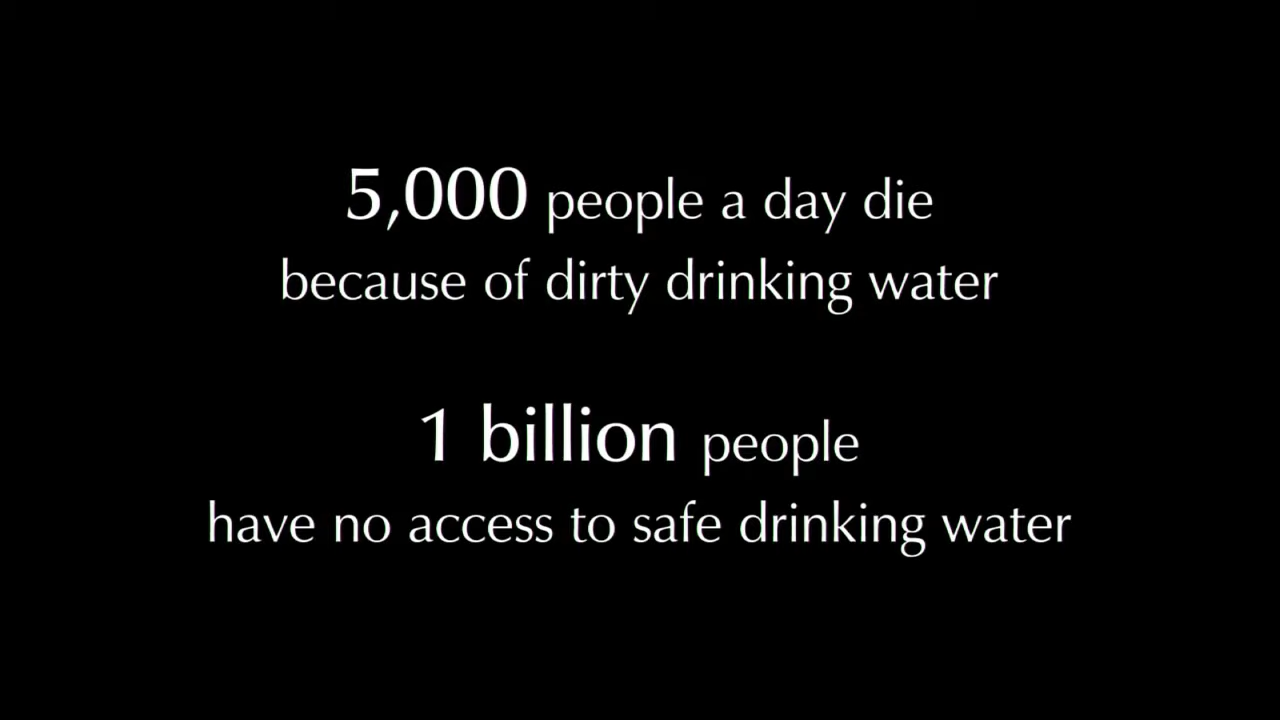 5,000 people a day die
because of dirty drinking water
1 billion people
have no access to safe drinking water